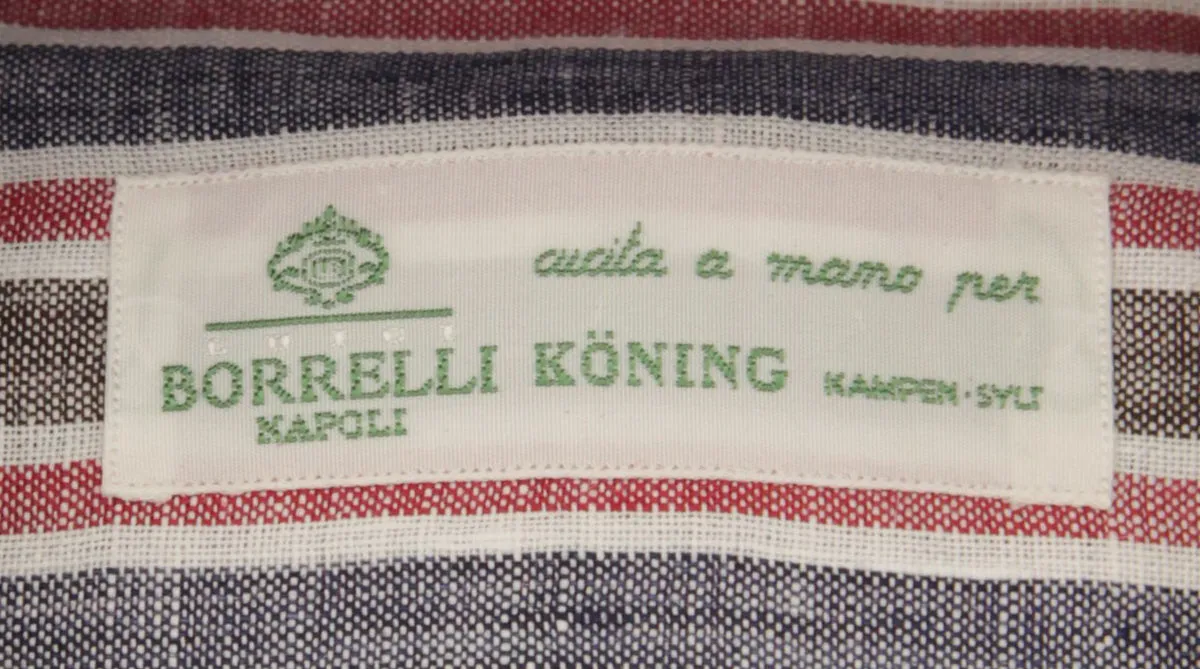 cucita a mano per
BORRELLI KÖNING KAMPEN·SYLT
NAPOLI